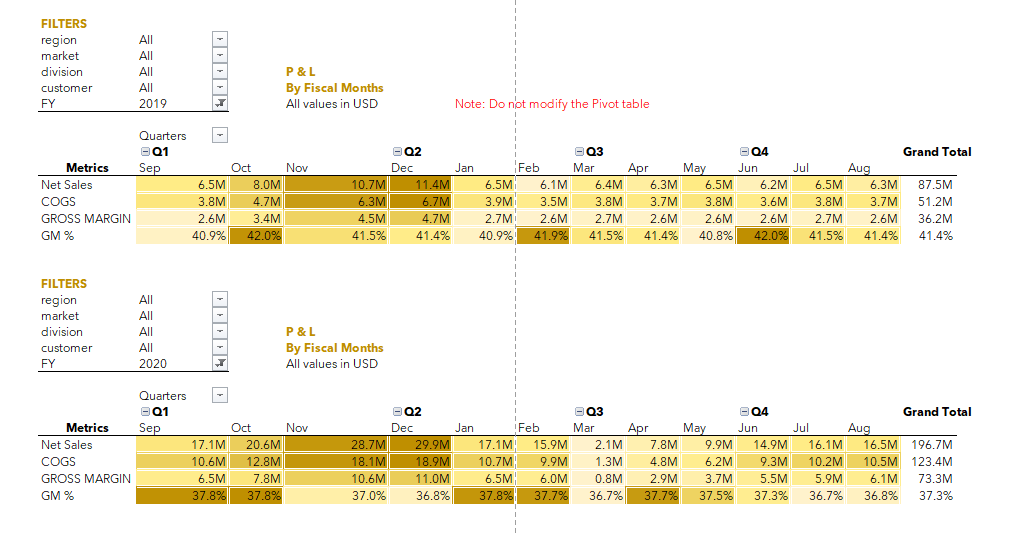 FILTERS
region All
market All
division All P & L
customer All By Fiscal Months
FY 2019 All values in USD Note: Do not modify the Pivot table
Quarters
Q1 Q2 Q3 Q4 Grand Total
Metrics Sep Oct Nov Dec Jan Feb Mar Apr May Jun Jul Aug
Net Sales 6.5M 8.0M 10.7M 11.4M 6.5M 6.1M 6.4M 6.3M 6.5M 6.2M 6.5M 6.3M 87.5M
COGS 3.8M 4.7M 6.3M 6.7M 3.9M 3.5M 3.8M 3.7M 3.8M 3.6M 3.8M 3.7M 51.2M
GROSS MARGIN 2.6M 3.4M 4.5M 4.7M 2.7M 2.6M 2.7M 2.6M 2.6M 2.6M 2.7M 2.6M 36.2M
GM % 40.9% 42.0% 41.5% 41.4% 40.9% 41.9% 41.5% 41.4% 40.8% 42.0% 41.5% 41.4% 41.4%
FILTERS
region All
market All
division All P & L
customer All By Fiscal Months
FY 2020 All values in USD
Quarters
Q1 Q2 Q3 Q4 Grand Total
Metrics Sep Oct Nov Dec Jan Feb Mar Apr May Jun Jul Aug
Net Sales 17.1M 20.6M 28.7M 29.9M 17.1M 15.9M 2.1M 7.8M 9.9M 14.9M 16.1M 16.5M 196.7M
COGS 10.6M 12.8M 18.1M 18.9M 10.7M 9.9M 1.3M 4.8M 6.2M 9.3M 10.2M 10.5M 123.4M
GROSS MARGIN 6.5M 7.8M 10.6M 11.0M 6.5M 6.0M 0.8M 2.9M 3.7M 5.5M 5.9M 6.1M 73.3M
GM % 37.8% 37.8% 37.0% 36.8% 37.8% 37.7% 36.7% 37.7% 37.5% 37.3% 36.7% 36.8% 37.3%